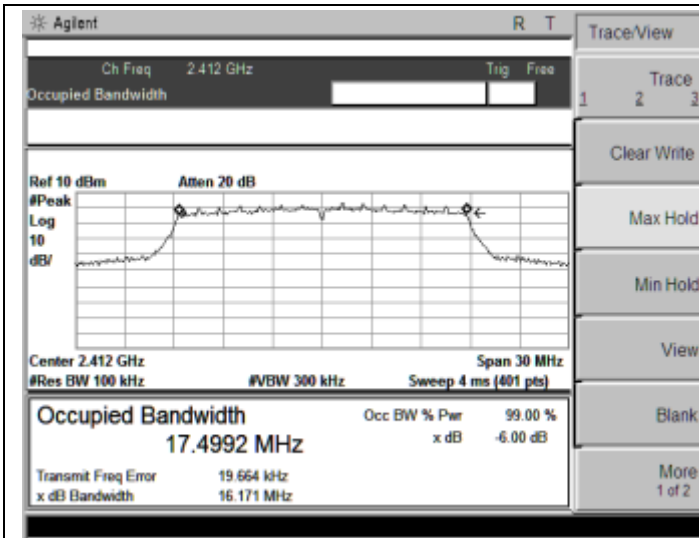 Agilent R T
Trace/View
Ch Freq 2.412 GHz Trig Free
Occupied Bandwidth
Trace
1 2 3
Clear Write
Ref 10 dBm Atten 20 dB
#Peak
Log
10
dB/
Max Hold
Min Hold
View
Center 2.412 GHz Span 30 MHz
#Res BW 100 kHz #VBW 300 kHz Sweep 4 ms (401 pts)
Occupied Bandwidth Occ BW % Pwr 99.00 %
17.4992 MHz x dB -6.00 dB
Blank
Transmit Freq Error 19.664 kHz
x dB Bandwidth 16.171 MHz
More
1 of 2